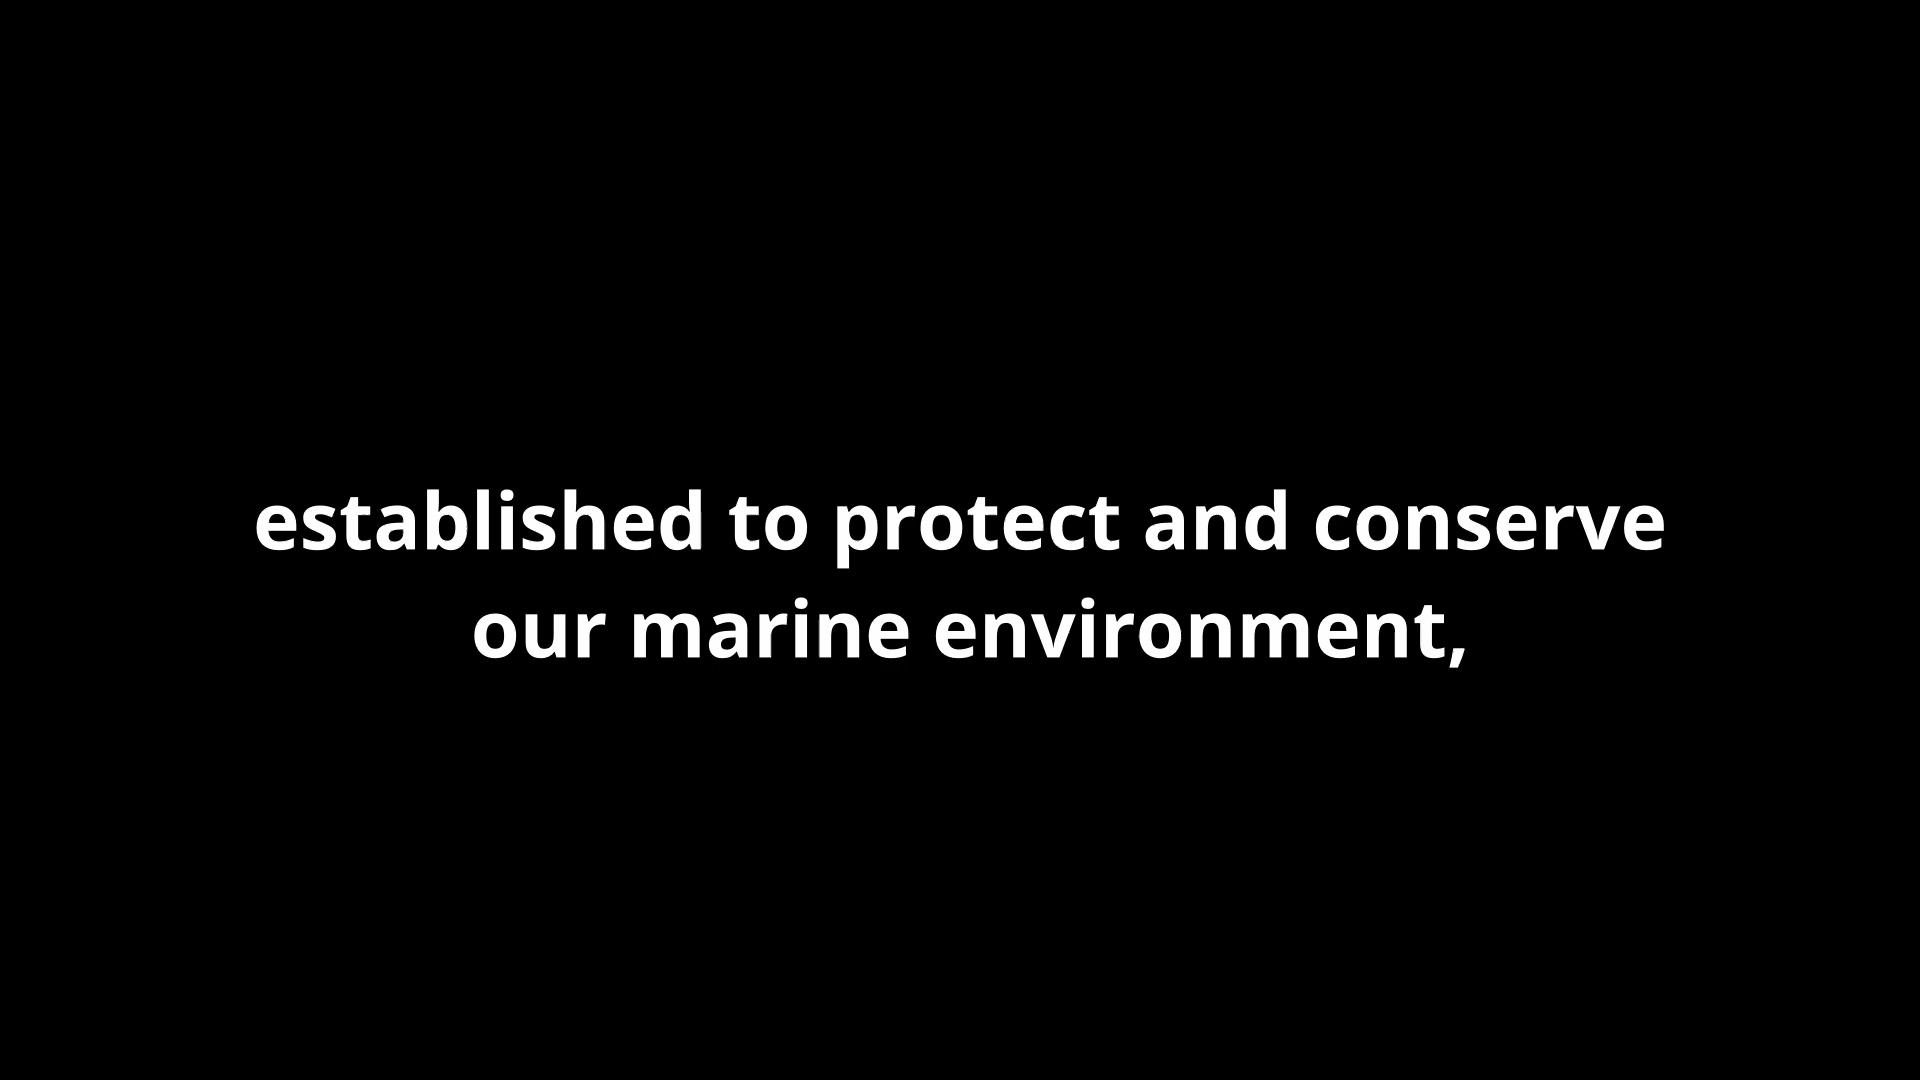 established to protect and conserve
our marine environment,